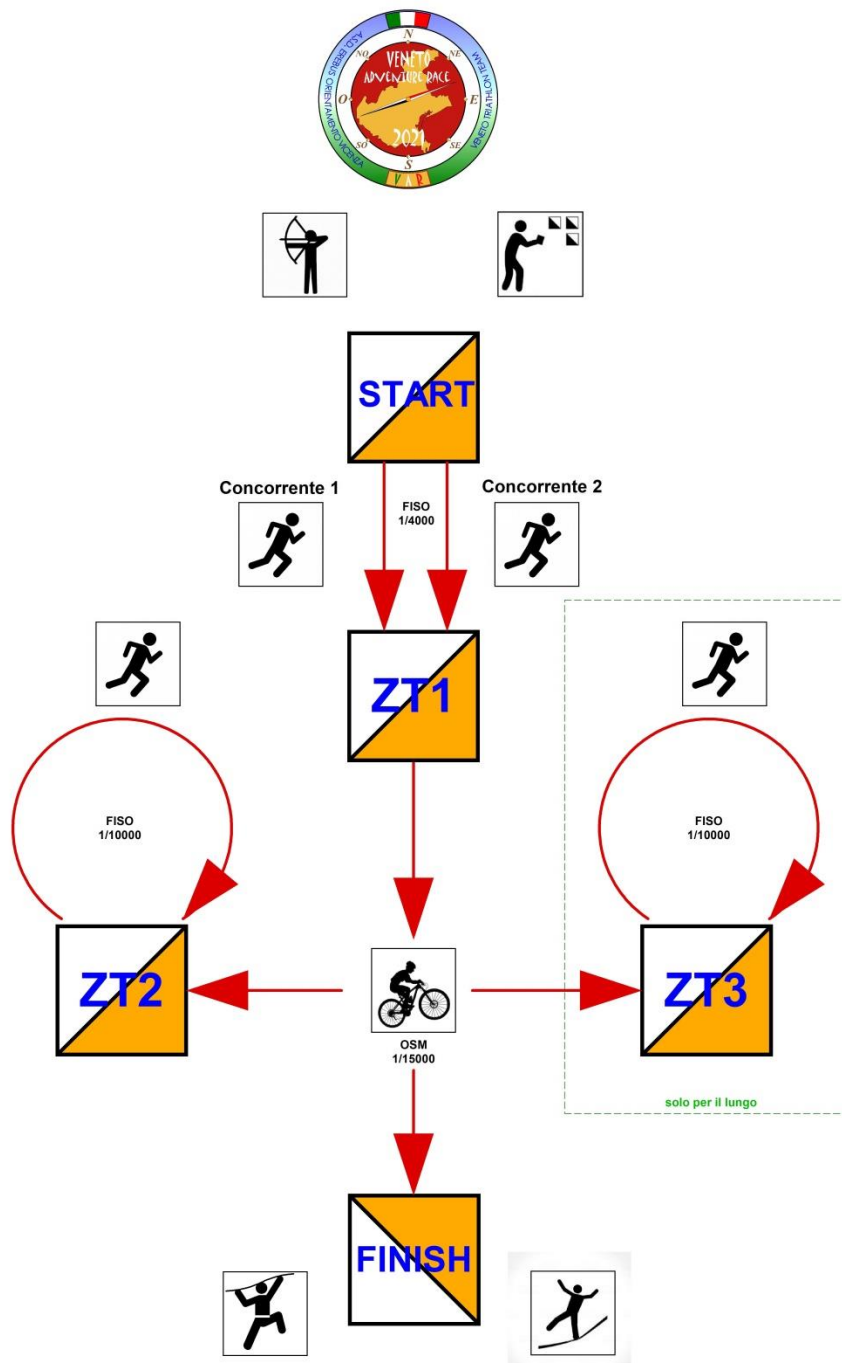 A.S.D. EREBUS ORIENTAMENTO VICENZA
VENETO TRIATHLON TEAM
N
NO
NE
VENETO
ADVENTURE RACE
O
E
2021
SO
SE
S
VAR
START
Concorrente 1
FISO
1/4000
Concorrente 2
ZT1
FISO
1/10000
FISO
1/10000
ZT2
ZT3
OSM
1/15000
solo per il lungo
FINISH